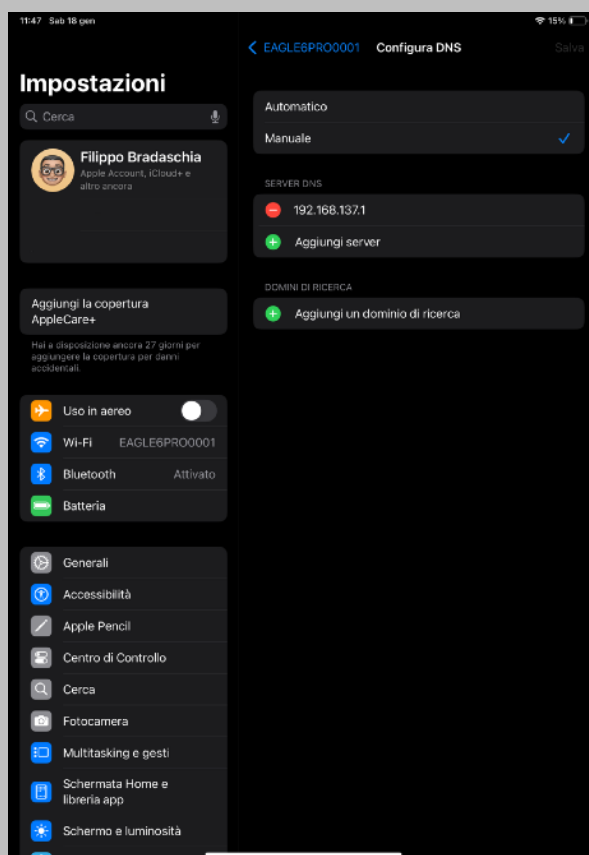 11:47 Sab 18 gen
15%
Impostazioni
Cerca
Filippo Bradaschia
Apple Account, iCloud+ e
altro ancora
Aggiungi la copertura
AppleCare+
Hai a disposizione ancora 27 giorni per
aggiungere la copertura per danni
accidentali.
Uso in aereo
Wi-Fi EAGLE6PRO0001
Bluetooth Attivato
Batteria
Generali
Accessibilità
Apple Pencil
Centro di Controllo
Cerca
Fotocamera
Multitasking e gesti
Schermata Home e
libreria app
Schermo e luminosità
EAGLE6PRO0001 Configura DNS Salva
Automatico
Manuale
SERVER DNS
192.168.137.1
Aggiungi server
DOMINI DI RICERCA
Aggiungi un dominio di ricerca